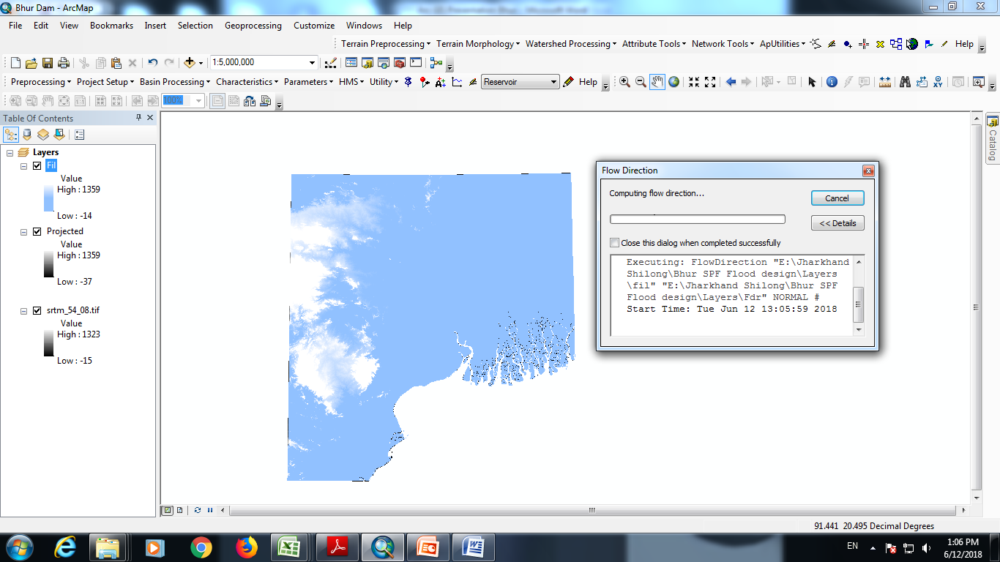 Bhur Dam - ArcMap
File Edit View Bookmarks Insert Selection Geoprocessing Customize Windows Help
Terrain Preprocessing Terrain Morphology Watershed Processing Attribute Tools Network Tools ApUtilities Help
1:5,000,000
Preprocessing Project Setup Basin Processing Characteristics Parameters HMS Utility Reservoir Help
100%
Table Of Contents
Layers
Fil
Value
High : 1359
Low : -14
Projected
Value
High : 1359
Low : -37
srtm_54_08.tif
Value
High : 1323
Low : -15
Catalog
Flow Direction
Computing flow direction...
Cancel
<< Details
Close this dialog when completed successfully
Executing: FlowDirection "E:\Jharkhand
Shilong\Bhur SPF Flood design\Layers
\fil" "E:\Jharkhand Shilong\Bhur SPF
Flood design\Layers\Fdr" NORMAL #
Start Time: Tue Jun 12 13:05:59 2018
91.441 20.495 Decimal Degrees
EN
1:06 PM
6/12/2018